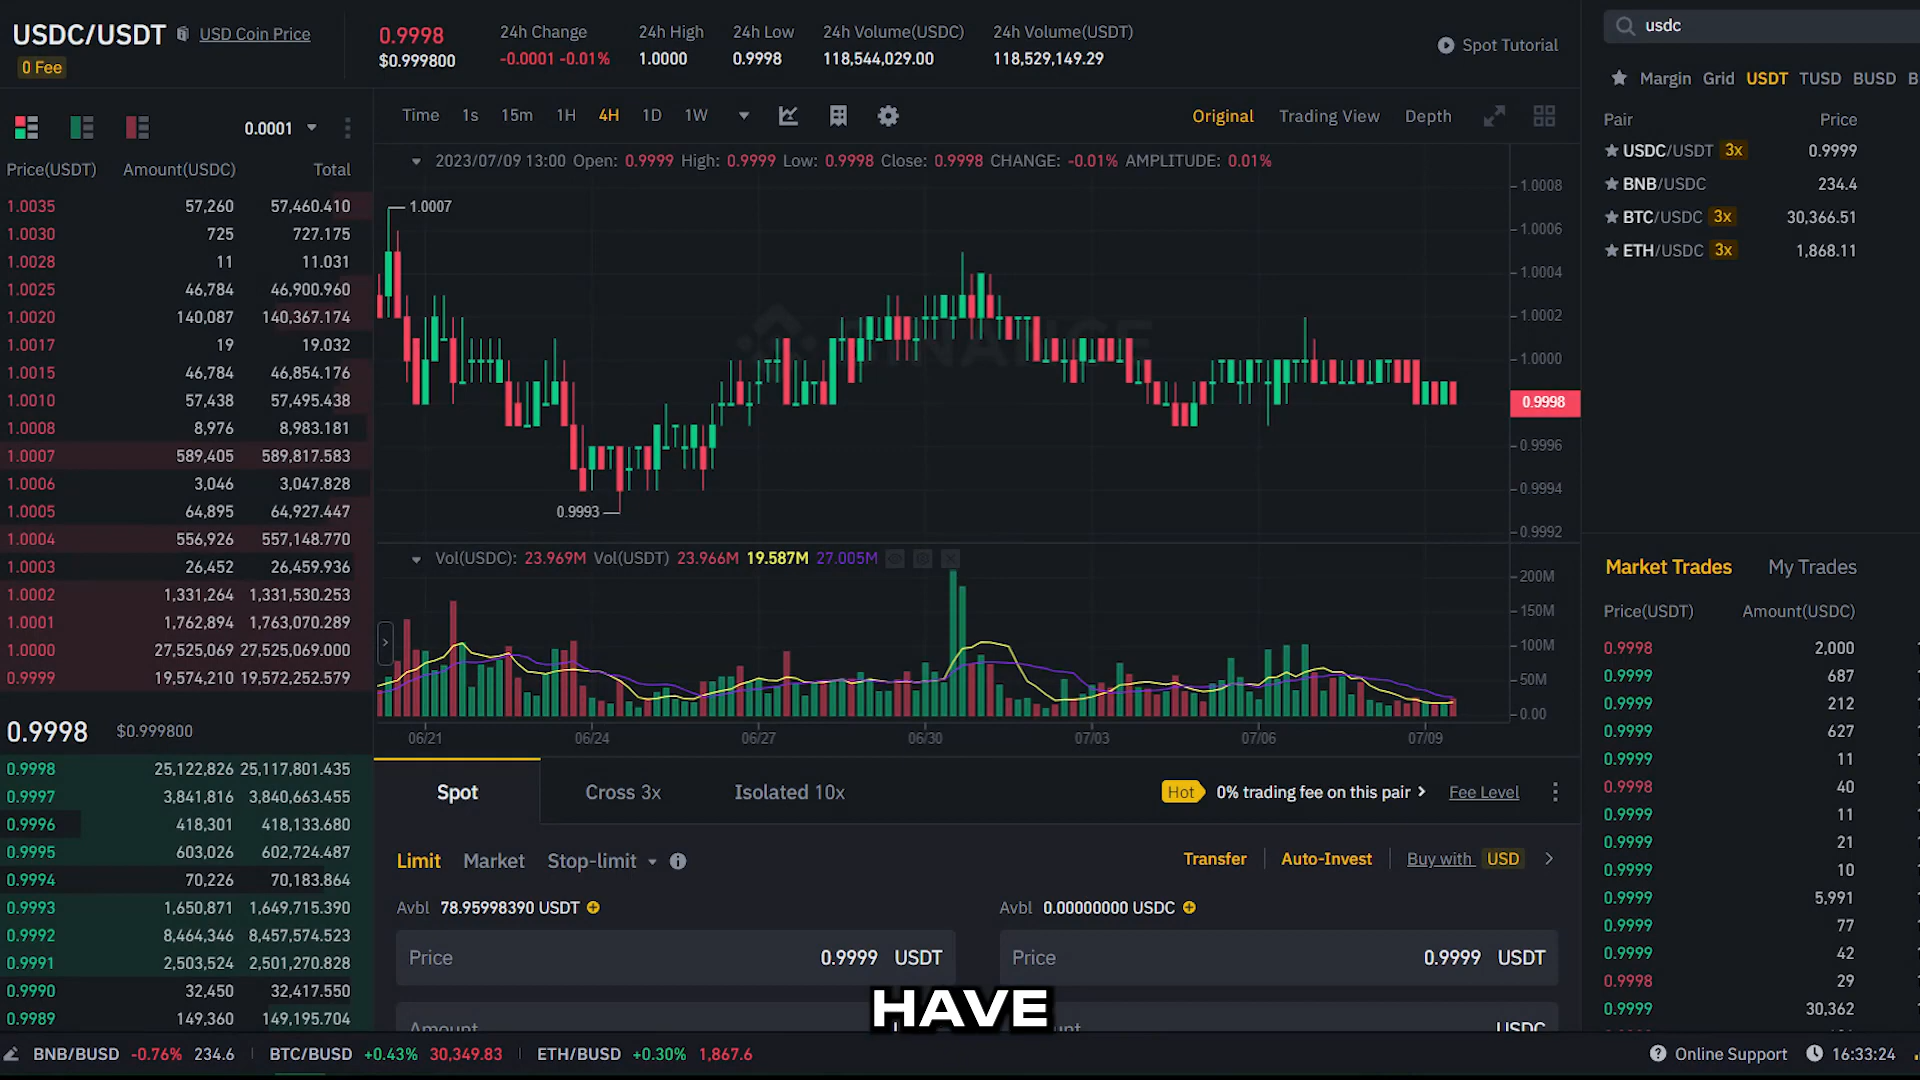 USDC/USDT USD Coin Price
0 Fee
0.9998
$0.999800
24h Change
-0.0001 -0.01%
24h High
1.0000
24h Low
0.9998
24h Volume(USDC)
118,544,029.00
24h Volume(USDT)
118,529,149.29
Spot Tutorial
usdc
Margin Grid USDT TUSD BUSD B
Pair Price
USDC/USDT 3x 0.9999
BNB/USDC 234.4
BTC/USDC 3x 30,366.51
ETH/USDC 3x 1,868.11
0.0001
Price(USDT) Amount(USDC) Total
1.0035 57,260 57,460.410
1.0030 725 727.175
1.0028 11 11.031
1.0025 46,784 46,900.960
1.0020 140,087 140,367.174
1.0017 19 19.032
1.0015 46,784 46,854.176
1.0010 57,438 57,495.438
1.0008 8,976 8,983.181
1.0007 589,405 589,817.583
1.0006 3,046 3,047.828
1.0005 64,895 64,927.447
1.0004 556,926 557,148.770
1.0003 26,452 26,459.936
1.0002 1,331,264 1,331,530.253
1.0001 1,762,894 1,763,070.289
1.0000 27,525,069 27,525,069.000
0.9999 19,574,210 19,572,252.579
0.9998 $0.999800
0.9998 25,122,826 25,117,801.435
0.9997 3,841,816 3,840,663.455
0.9996 418,301 418,133.680
0.9995 603,026 602,724.487
0.9994 70,226 70,183.864
0.9993 1,650,871 1,649,715.390
0.9992 8,464,346 8,457,574.523
0.9991 2,503,524 2,501,270.828
0.9990 32,450 32,417.550
0.9989 149,360 149,195.704
Time 1s 15m 1H 4H 1D 1W
Original Trading View Depth
2023/07/09 13:00 Open: 0.9999 High: 0.9999 Low: 0.9998 Close: 0.9998 CHANGE: -0.01% AMPLITUDE: 0.01%
1.0007
0.9993
1.0008
1.0006
1.0004
1.0002
1.0000
0.9998
0.9996
0.9994
0.9992
BINANCE
Vol(USDC): 23.969M Vol(USDT) 23.966M 19.587M 27.005M
200M
150M
100M
50M
0.00
06/21 06/24 06/27 06/30 07/03 07/06 07/09
Spot Cross 3x Isolated 10x
Hot 0% trading fee on this pair Fee Level
Limit Market Stop-limit
Transfer Auto-Invest Buy with USD
Avbl 78.95998390 USDT
Avbl 0.00000000 USDC
Price 0.9999 USDT
Price 0.9999 USDT
Amount
USDC
HAVE
Market Trades My Trades
Price(USDT) Amount(USDC)
0.9998 2,000
0.9999 687
0.9999 212
0.9999 627
0.9999 11
0.9998 40
0.9999 11
0.9999 21
0.9999 10
0.9999 5,991
0.9999 77
0.9999 42
0.9998 29
0.9999 30,362
BNB/BUSD -0.76% 234.6 BTC/BUSD +0.43% 30,349.83 ETH/BUSD +0.30% 1,867.6
Online Support 16:33:24